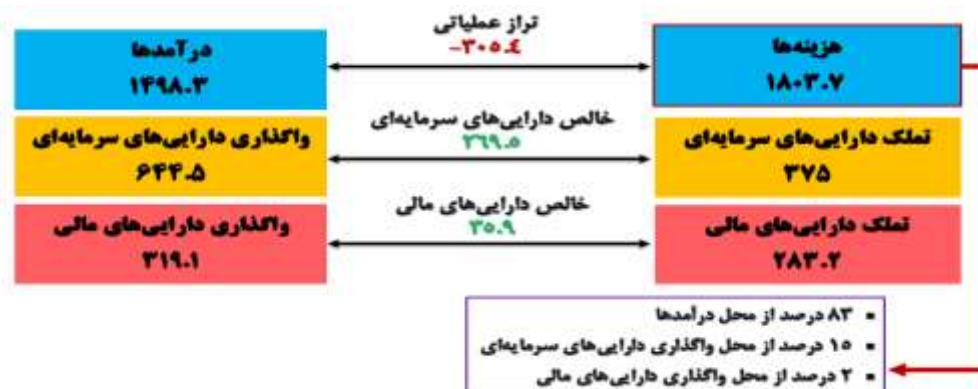 هزینه‌ها
۱۸۰۳.۷
تراز عملیاتی
-۳۰۵.۴
درآمدها
۱۴۹۸.۳
تملک دارایی‌های سرمایه‌ای
۳۷۵
خالص دارایی‌های سرمایه‌ای
۲۶۹.۵
واگذاری دارایی‌های سرمایه‌ای
۶۴۴.۵
تملک دارایی‌های مالی
۲۸۳.۲
خالص دارایی‌های مالی
۳۵.۹
واگذاری دارایی‌های مالی
۳۱۹.۱
▪ ۸۳ درصد از محل درآمدها
▪ ۱۵ درصد از محل واگذاری دارایی‌های سرمایه‌ای
▪ ۲ درصد از محل واگذاری دارایی‌های مالی